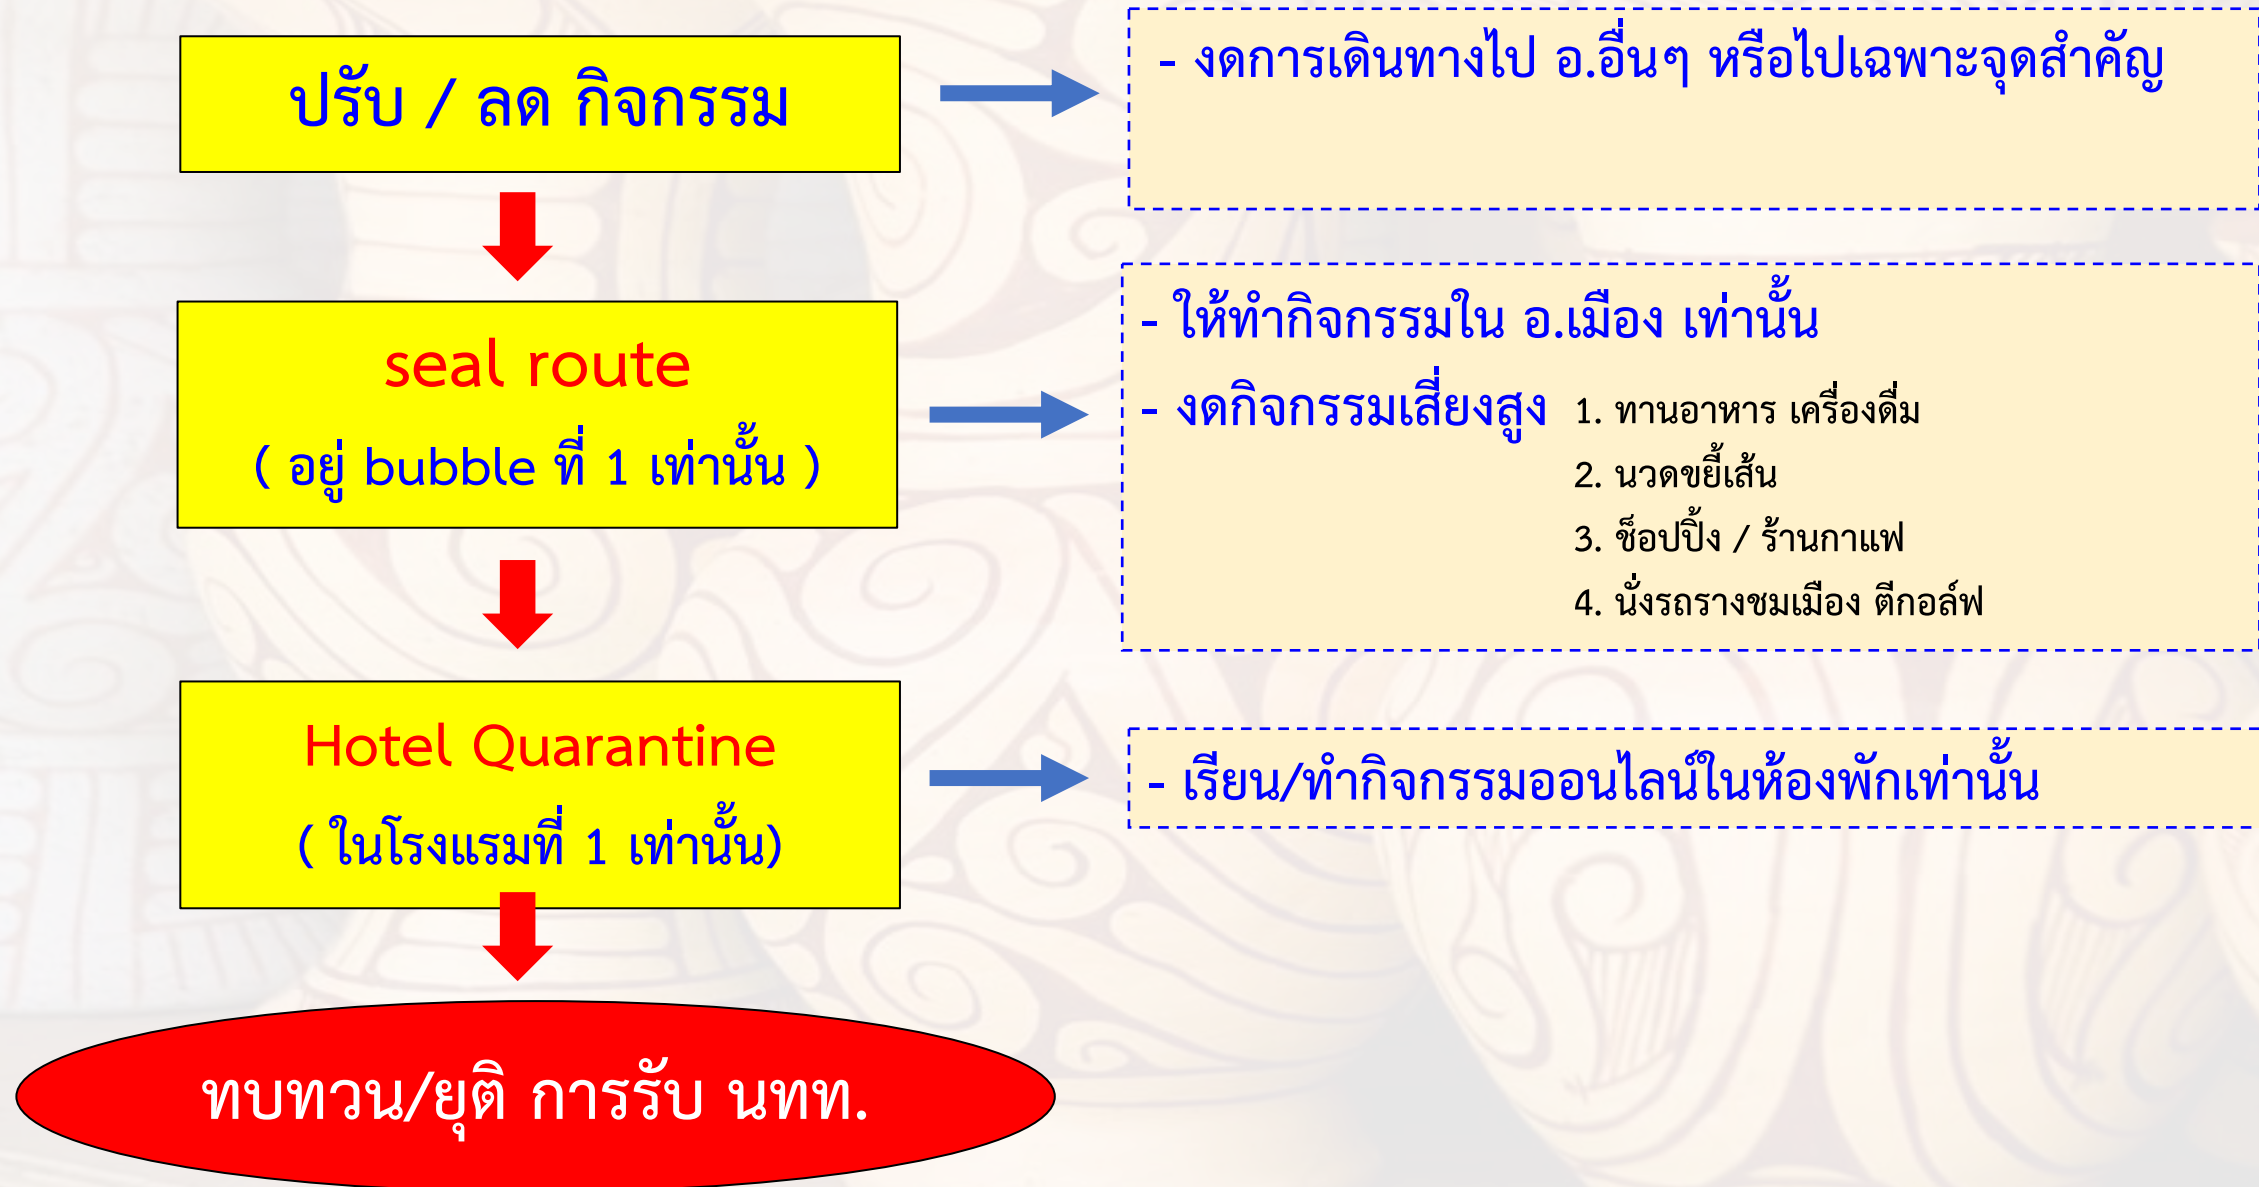 ปรับ / ลด กิจกรรม
- งดการเดินทางไป อ.อื่นๆ หรือไปเฉพาะจุดสำคัญ
seal route
( อยู่ bubble ที่ 1 เท่านั้น )
- ให้ทำกิจกรรมใน อ.เมือง เท่านั้น
- งดกิจกรรมเสี่ยงสูง
1. ทานอาหาร เครื่องดื่ม
2. นวดขยี้เส้น
3. ช็อปปิ้ง / ร้านกาแฟ
4. นั่งรถรางชมเมือง ตีกอล์ฟ
Hotel Quarantine
( ในโรงแรมที่ 1 เท่านั้น)
- เรียน/ทำกิจกรรมออนไลน์ในห้องพักเท่านั้น
ทบทวน/ยุติ การรับ นทท.